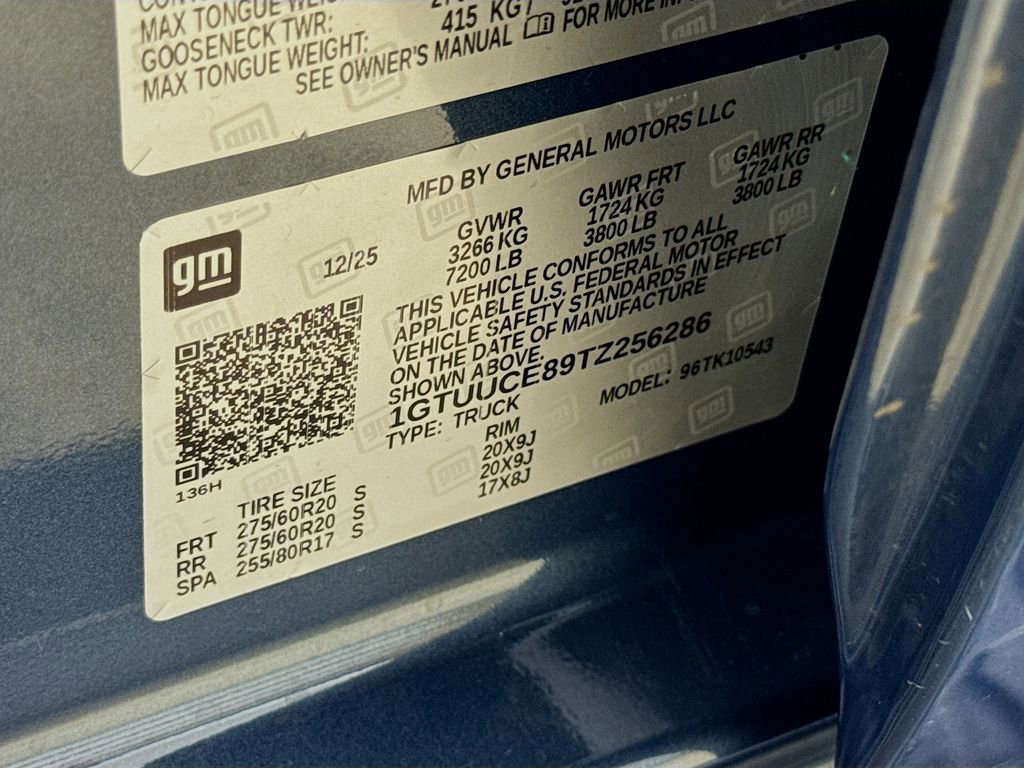 MAX TONGUE
GOOSENECK TWR:
MAX TONGUE WEIGHT: 415 KG/
SEE OWNER'S MANUAL FOR MORE
MFD BY GENERAL MOTORS LLC
gm
12/25
GVWR GAWR FRT GAWR RR
3266 KG 1724 KG 1724 KG
7200 LB 3800 LB 3800 LB
THIS VEHICLE CONFORMS TO ALL
APPLICABLE U.S. FEDERAL MOTOR
VEHICLE SAFETY STANDARDS IN EFFECT
ON THE DATE OF MANUFACTURE
SHOWN ABOVE.
1GTUUCE89TZ256286
TYPE: TRUCK MODEL: 96TK10543
136H
TIRE SIZE RIM
FRT 275/60R20 S 20X9J
RR 275/60R20 S 20X9J
SPA 255/80R17 S 17X8J